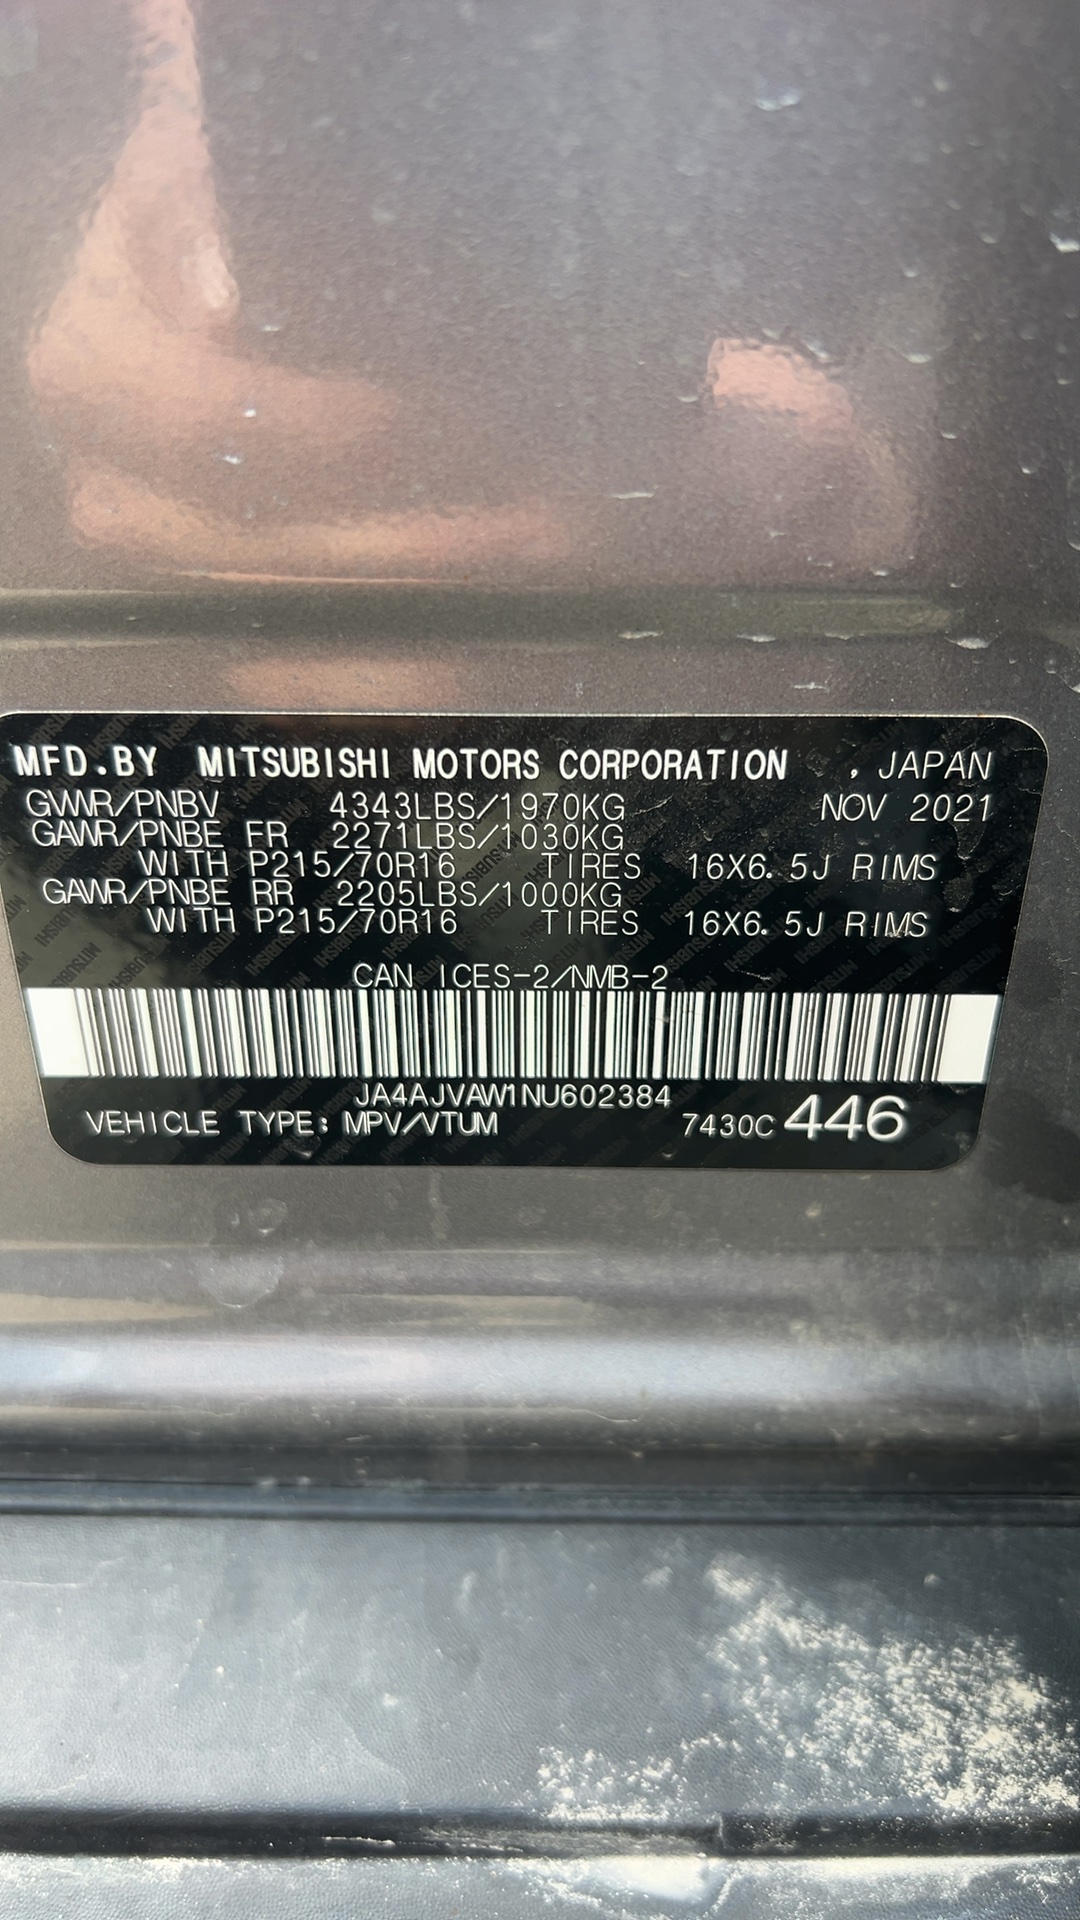 MFD.BY MITSUBISHI MOTORS CORPORATION , JAPAN
GVWR/PNBV 4343LBS/1970KG NOV 2021
GAWR/PNBE FR 2271LBS/1030KG
WITH P215/70R16 TIRES 16X6.5J RIMS
GAWR/PNBE RR 2205LBS/1000KG
WITH P215/70R16 TIRES 16X6.5J RIMS
CAN ICES-2/NMB-2
JA4AJVAW1NU602384
VEHICLE TYPE: MPV/VTUM 7430C 446